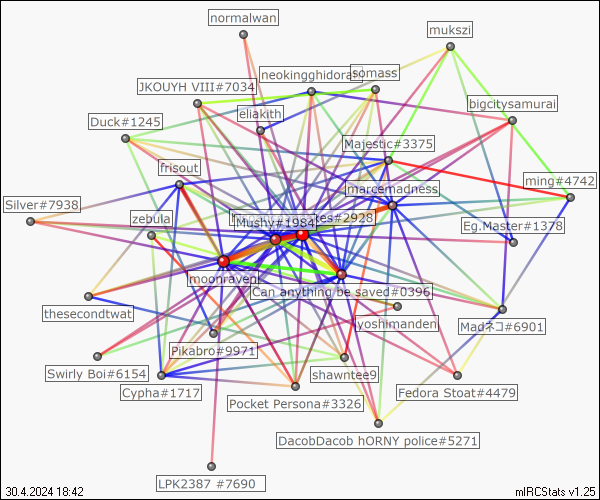 normalwan
mukszi
neokingghidora
somass
JKOUYH VIII#7034
bigcitysamurai
eliakith
Duck#1245
Majestic#3375
frisout
marcemadness
ming#4742
Silver#7938
zebula
Mushy#1984
es#2928
Eg.Master#1378
moonraven
Can anything be saved#0396
thesecondtwat
yoshimanden
Madネコ#6901
Pikabro#9971
Swirly Boi#6154
shawntee9
Cypha#1717
Fedora Stoat#4479
Pocket Persona#3326
DacobDacob hORNY police#5271
LPK2387 #7690
30.4.2024 18:42
mIRCStats v1.25